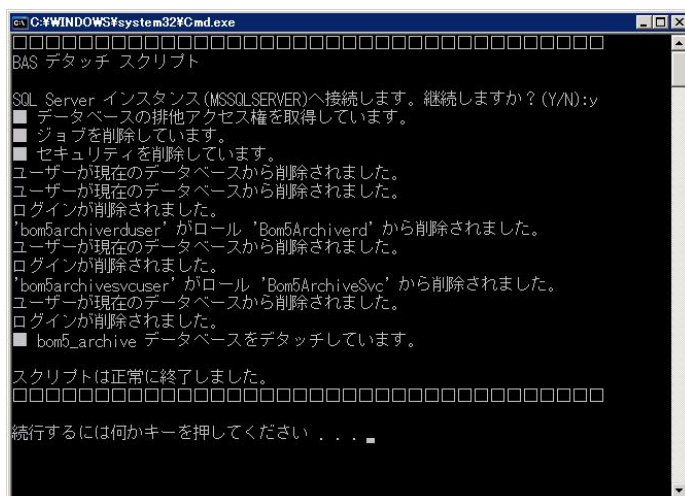 C:¥WINDOWS¥system32¥Cmd.exe
□□□□□□□□□□□□□□□□□□□□□□□□□□□□□□□□□□□□
BAS デタッチ スクリプト
SQL Server インスタンス(MSSQLSERVER)へ接続します。継続しますか？(Y/N):y
■ データベースの排他アクセス権を取得しています。
■ ジョブを削除しています。
■ セキュリティを削除しています。
ユーザーが現在のデータベースから削除されました。
ユーザーが現在のデータベースから削除されました。
ログインが削除されました。
'bom5archiverduser' がロール 'Bom5Archiverd' から削除されました。
ユーザーが現在のデータベースから削除されました。
ログインが削除されました。
'bom5archivesvcuser' がロール 'Bom5ArchiveSvc' から削除されました。
ユーザーが現在のデータベースから削除されました。
ログインが削除されました。
■ bom5_archive データベースをデタッチしています。
スクリプトは正常に終了しました。
□□□□□□□□□□□□□□□□□□□□□□□□□□□□□□□□□□□□
続行するには何かキーを押してください . . .